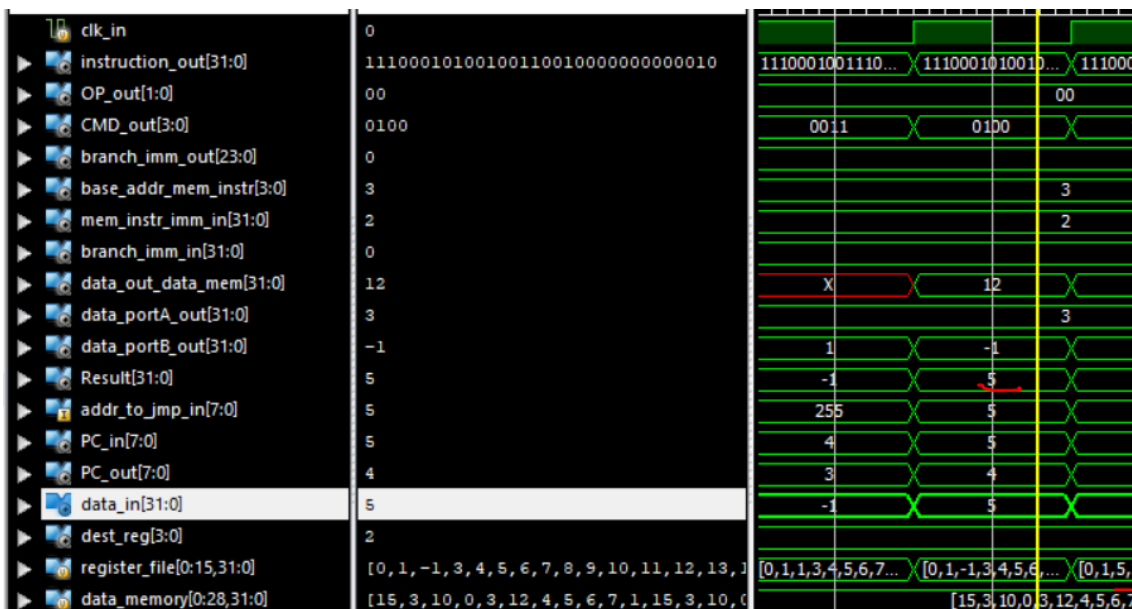 clk_in 0
instruction_out[31:0] 11100010100100110010000000000010 1110001001110... 1110001010010... 111000
OP_out[1:0] 00 00
CMD_out[3:0] 0100 0011 0100
branch_imm_out[23:0] 0
base_addr_mem_instr[3:0] 3 3
mem_instr_imm_in[31:0] 2 2
branch_imm_in[31:0] 0
data_out_data_mem[31:0] 12 X 12
data_portA_out[31:0] 3 3
data_portB_out[31:0] -1 1 -1
Result[31:0] 5 -1 5
addr_to_jmp_in[7:0] 5 255 5
PC_in[7:0] 5 4 5
PC_out[7:0] 4 3 4
data_in[31:0] 5 -1 5
dest_reg[3:0] 2
register_file[0:15,31:0] [0,1,-1,3,4,5,6,7,8,9,10,11,12,13,1 [0,1,1,3,4,5,6,7... [0,1,-1,3,4,5,6,... [0,1,5,
data_memory[0:28,31:0] [15,3,10,0,3,12,4,5,6,7,1,15,3,10,0 [15,3,10,0,3,12,4,5,6,7